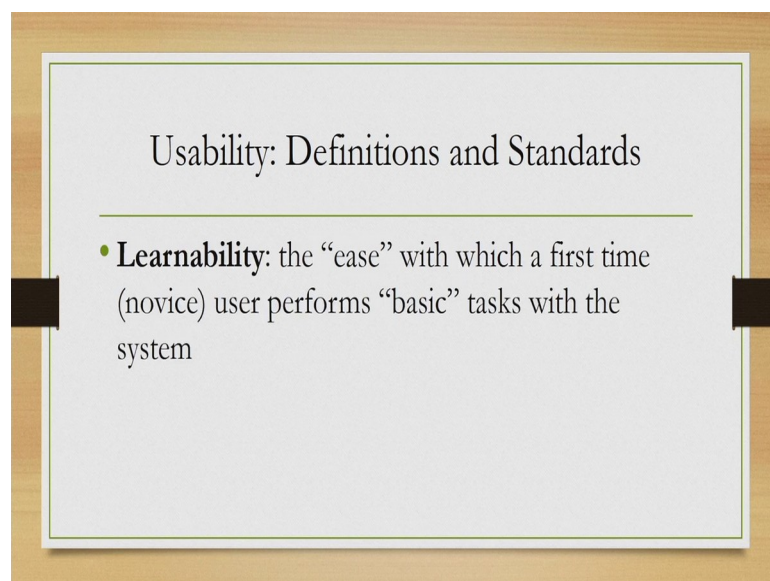 Usability: Definitions and Standards
• Learnability: the “ease” with which a first time
(novice) user performs “basic” tasks with the
system